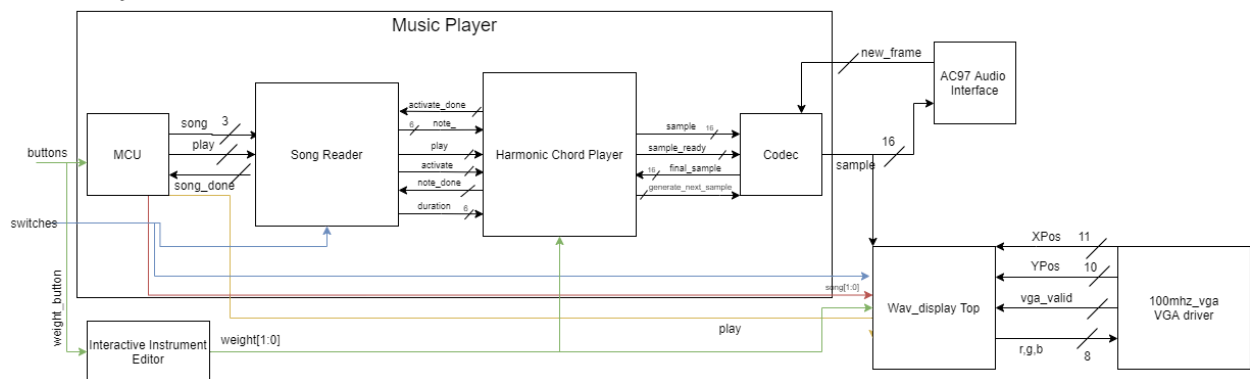 Music Player
new_frame
AC97 Audio
Interface
activate_done
song 3
6 note_
sample 16
16
buttons
MCU
play
Song Reader
play
Harmonic Chord Player
sample_ready
Codec
activate
16 final_sample
sample
song_done
note_done
generate_next_sample
duration 6
switches
XPos 11
YPos 10
weight_button
song[1:0]
vga_valid
100mhz_vga
VGA driver
Wav_display Top
play
Interactive Instrument
Editor
weight[1:0]
r,g,b 8